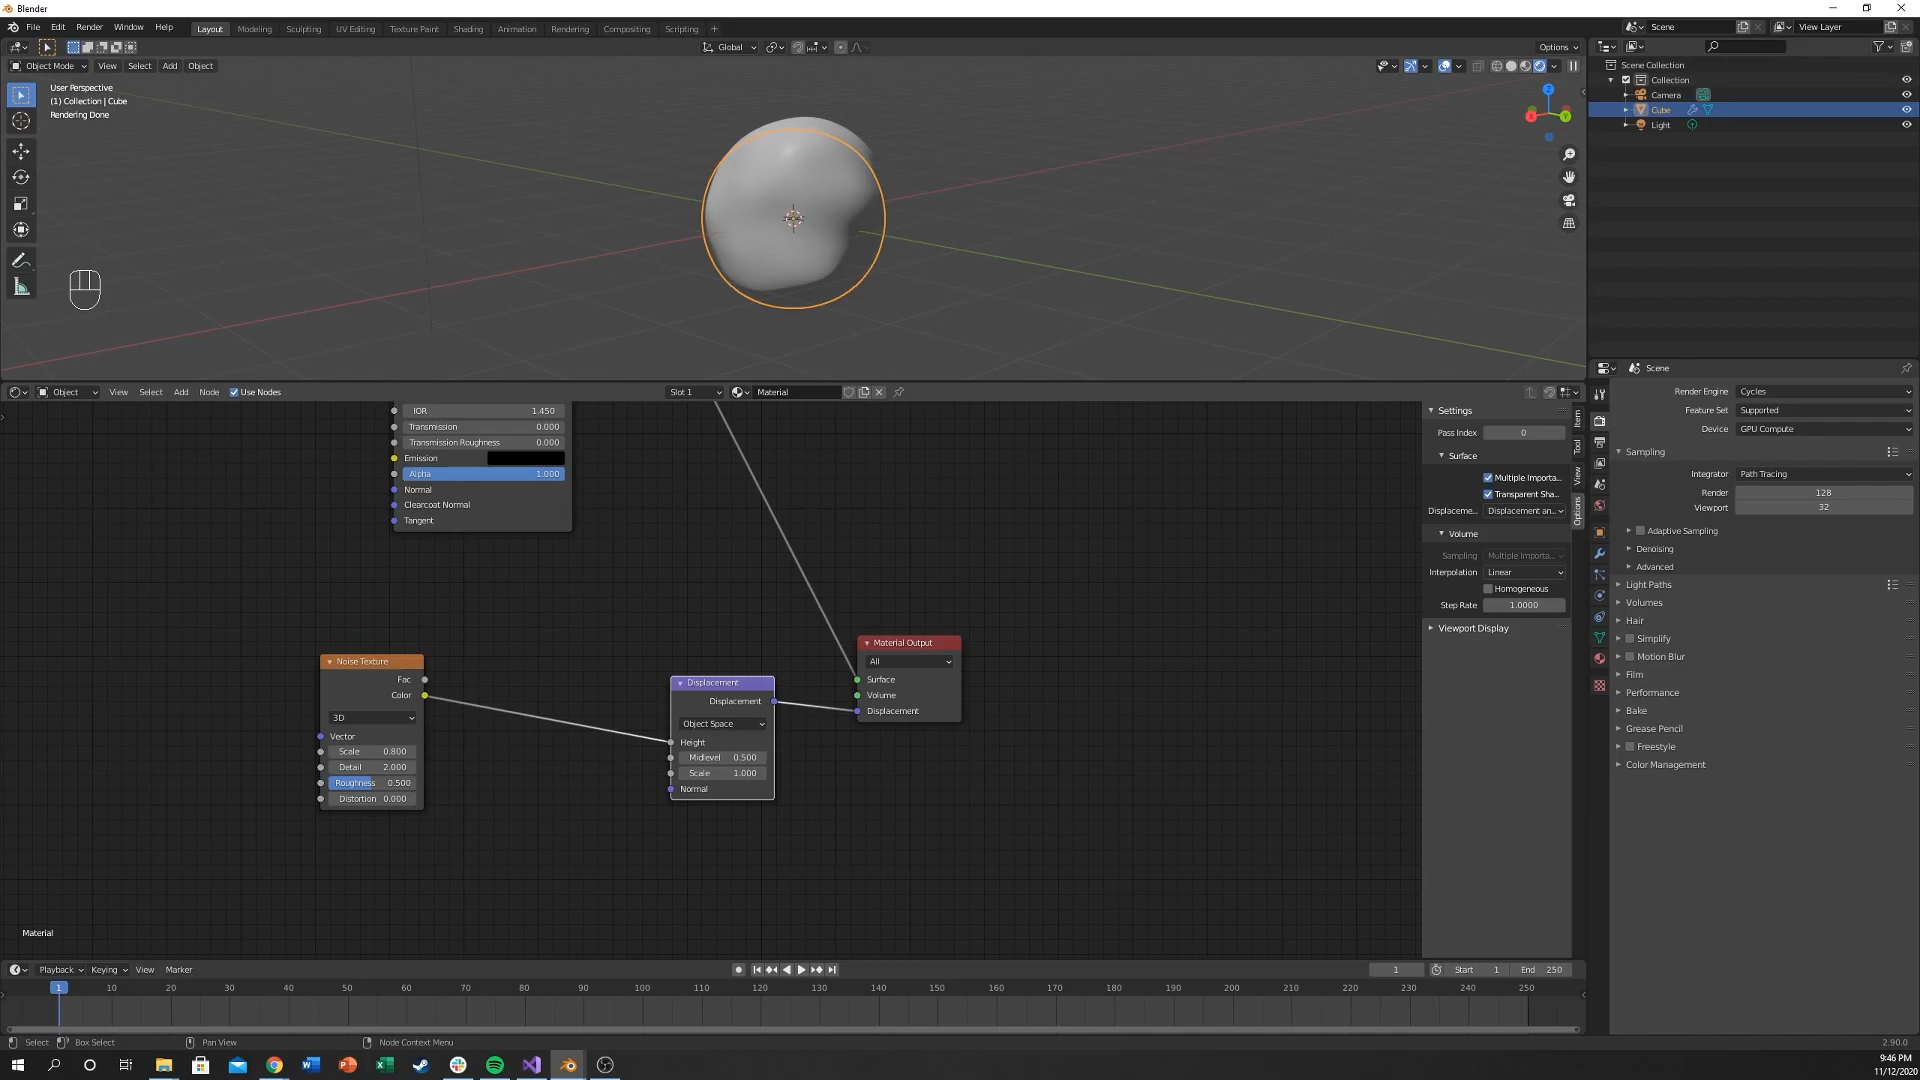 Blender
File Edit Render Window Help Layout Modeling Sculpting UV Editing Texture Paint Shading Animation Rendering Compositing Scripting + Scene View Layer
Global Options
Object Mode View Select Add Object
User Perspective
(1) Collection | Cube
Rendering Done
Z
X Y
Scene Collection
Collection
Camera
Cube
Light
Object View Select Add Node Use Nodes Slot 1 Material
IOR 1.450
Transmission 0.000
Transmission Roughness 0.000
Emission
Alpha 1.000
Normal
Clearcoat Normal
Tangent
Noise Texture
Fac
Color
3D
Vector
Scale 0.800
Detail 2.000
Roughness 0.500
Distortion 0.000
Displacement
Displacement
Object Space
Height
Midlevel 0.500
Scale 1.000
Normal
Material Output
All
Surface
Volume
Displacement
Material
Settings
Pass Index 0
Surface
Multiple Importa...
Transparent Sha...
Displaceme... Displacement an...
Volume
Sampling Multiple Importa...
Interpolation Linear
Homogeneous
Step Rate 1.0000
Viewport Display
Item
Tool
View
Options
Scene
Render Engine Cycles
Feature Set Supported
Device GPU Compute
Sampling
Integrator Path Tracing
Render 128
Viewport 32
Adaptive Sampling
Denoising
Advanced
Light Paths
Volumes
Hair
Simplify
Motion Blur
Film
Performance
Bake
Grease Pencil
Freestyle
Color Management
Playback Keying View Marker 1 Start 1 End 250
1 10 20 30 40 50 60 70 80 90 100 110 120 130 140 150 160 170 180 190 200 210 220 230 240 250
Select Box Select Pan View Node Context Menu 2.90.0
9:46 PM
11/12/2020